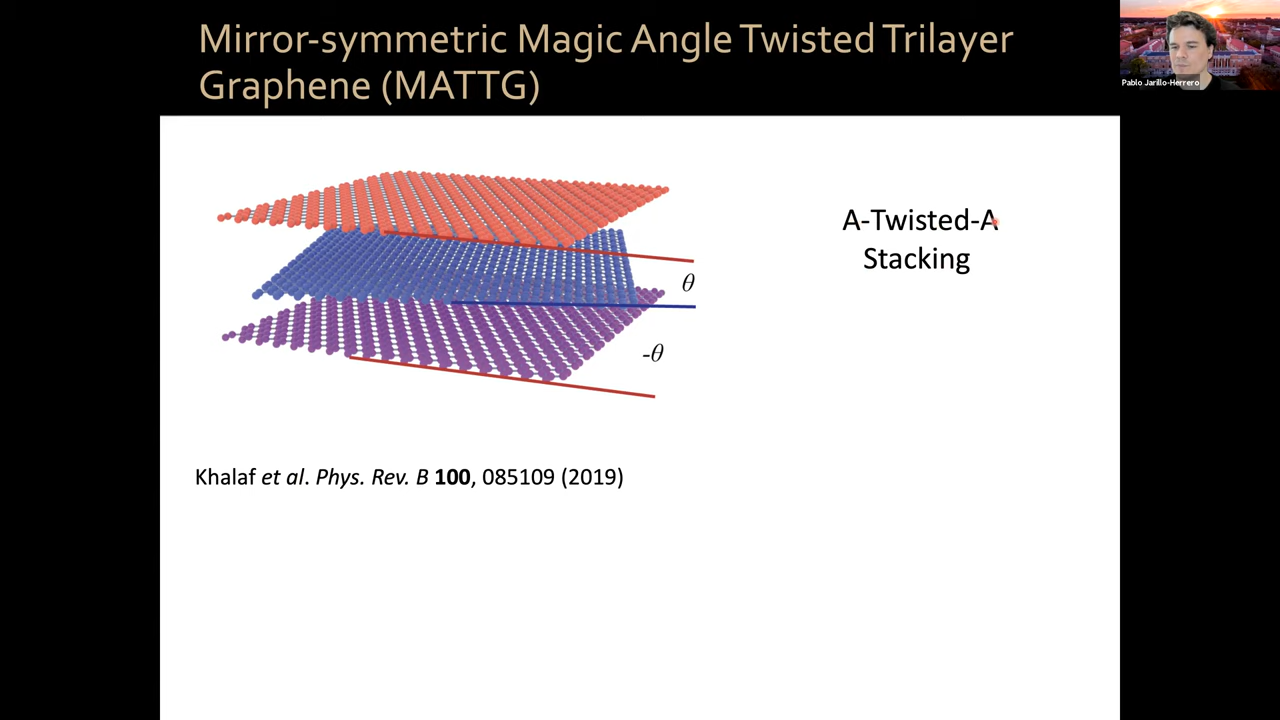 Mirror-symmetric Magic Angle Twisted Trilayer
Graphene (MATTG)
Pablo Jarillo-Herrero
A-Twisted-A
Stacking
θ
-θ
Khalaf et al. Phys. Rev. B 100, 085109 (2019)